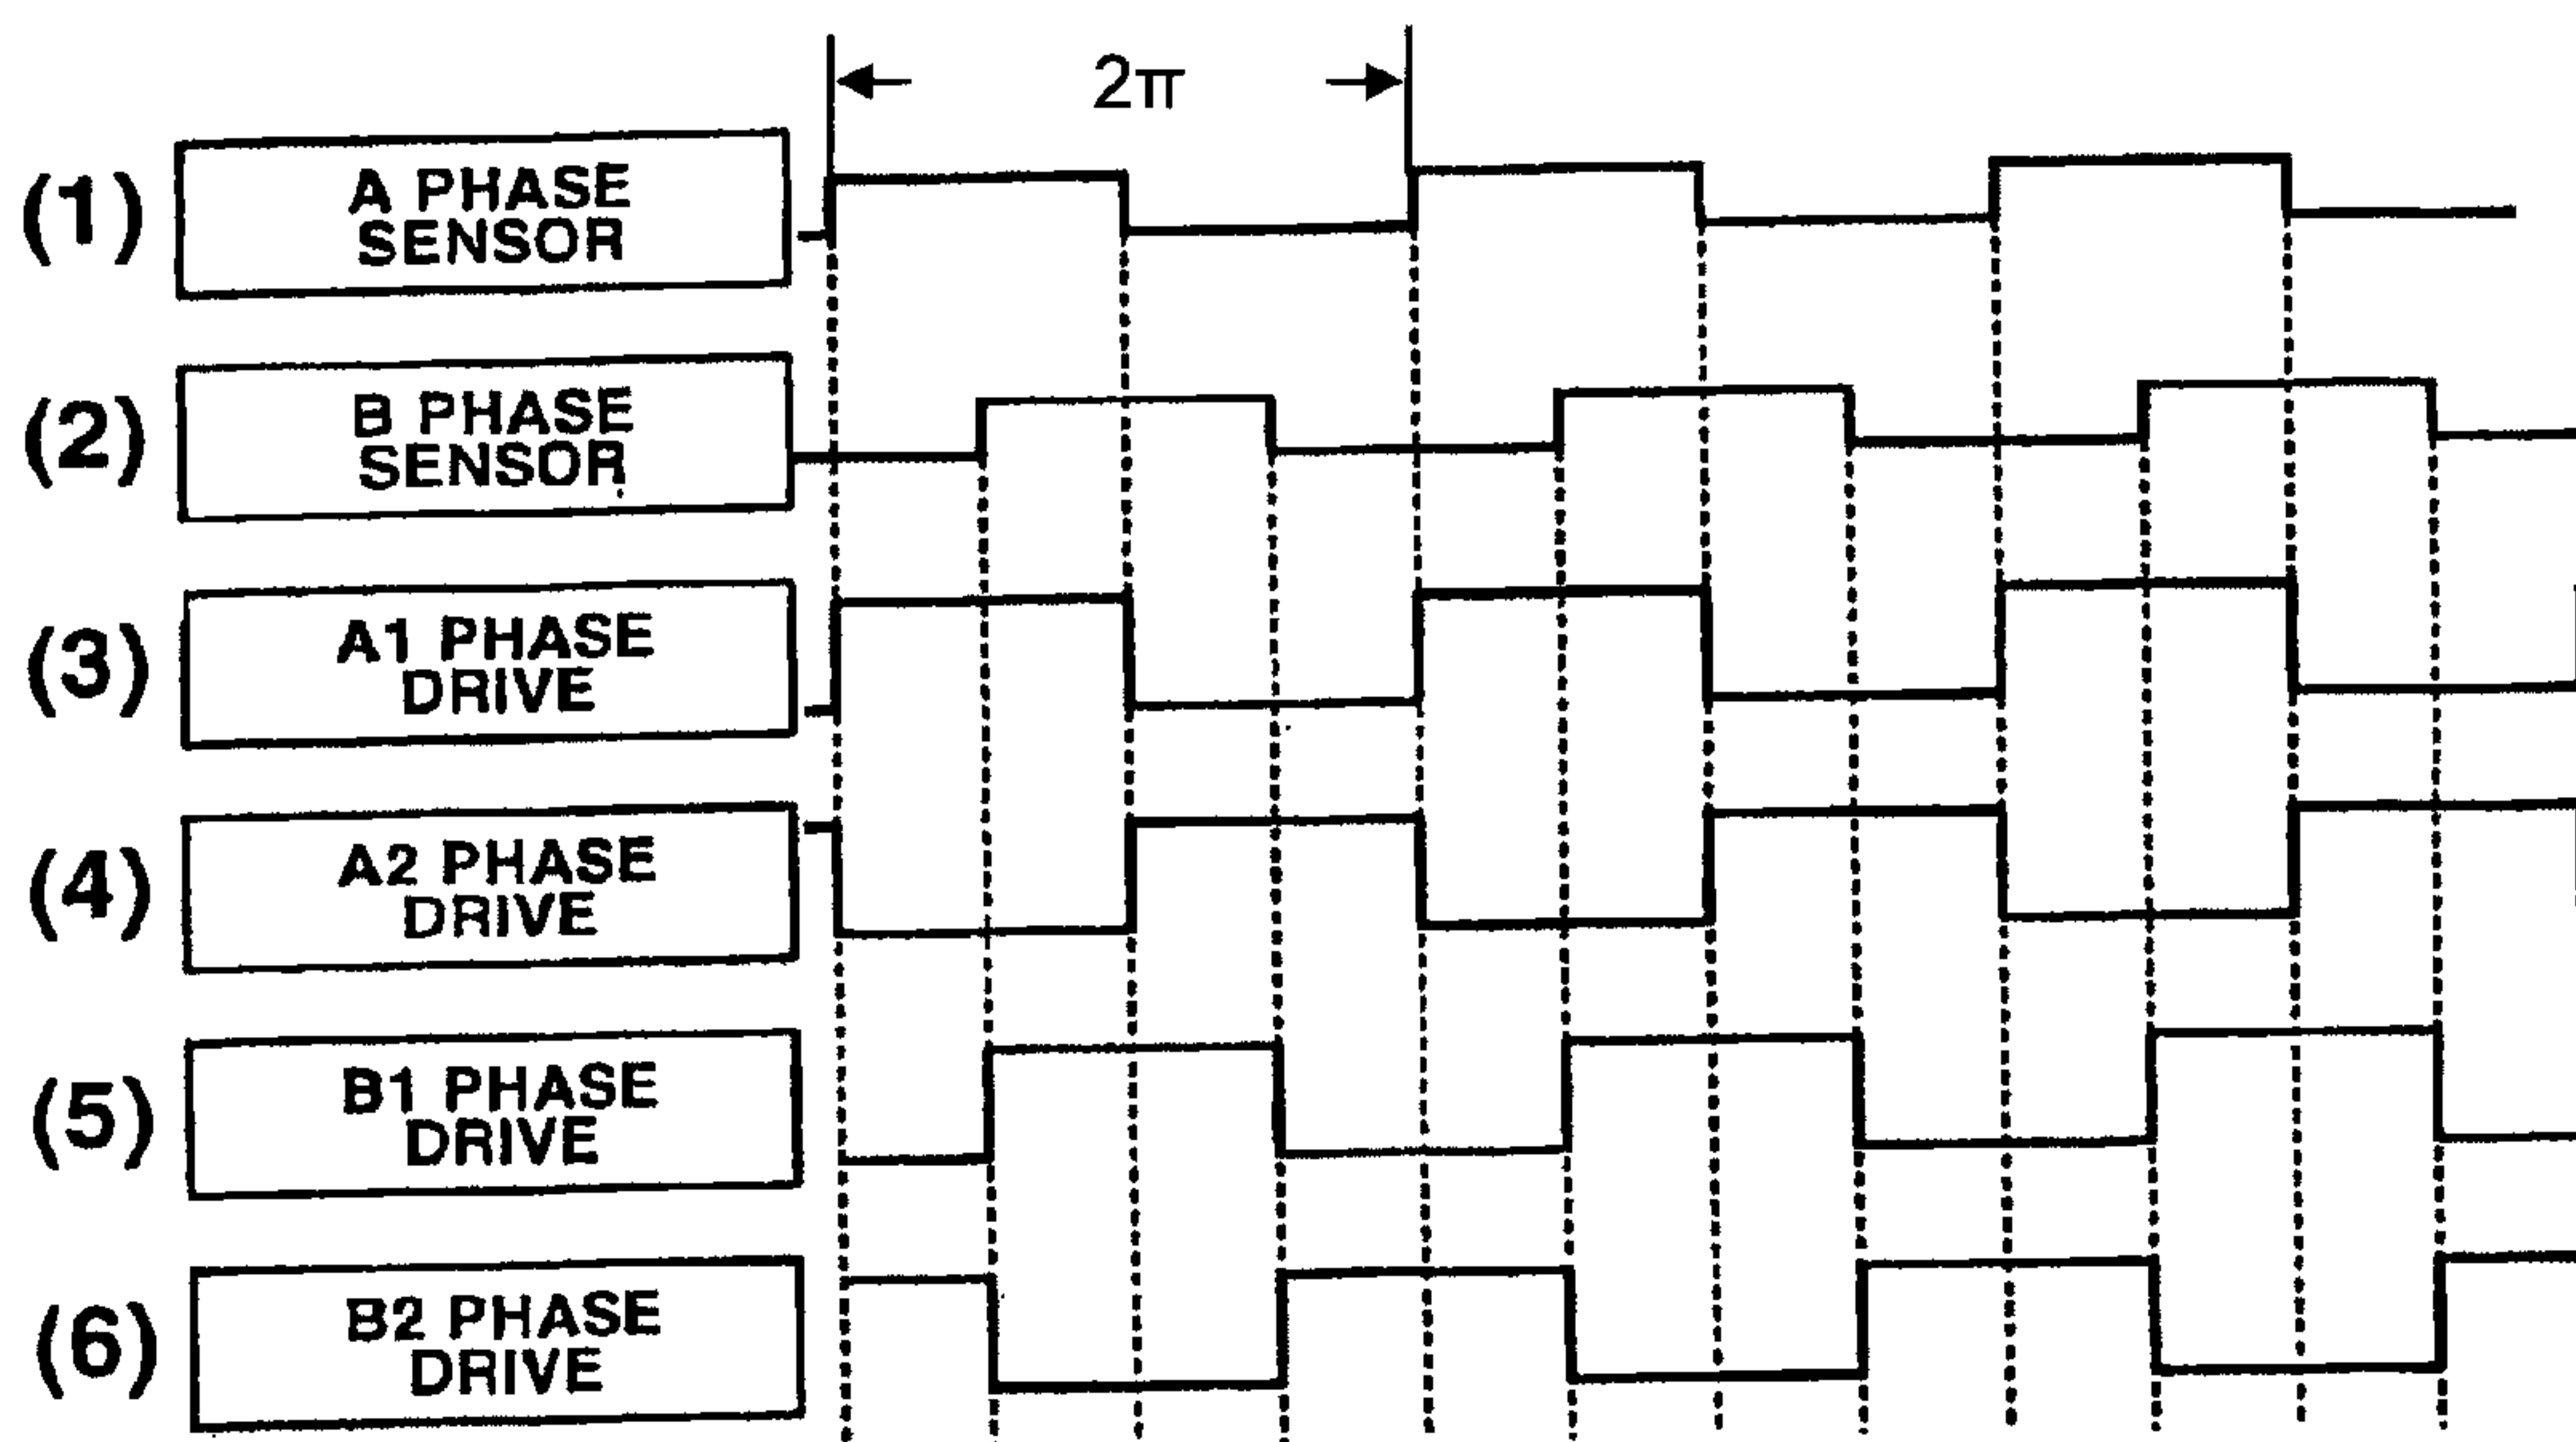 2π
(1) A PHASE
SENSOR
(2) B PHASE
SENSOR
(3) A1 PHASE
DRIVE
(4) A2 PHASE
DRIVE
(5) B1 PHASE
DRIVE
(6) B2 PHASE
DRIVE